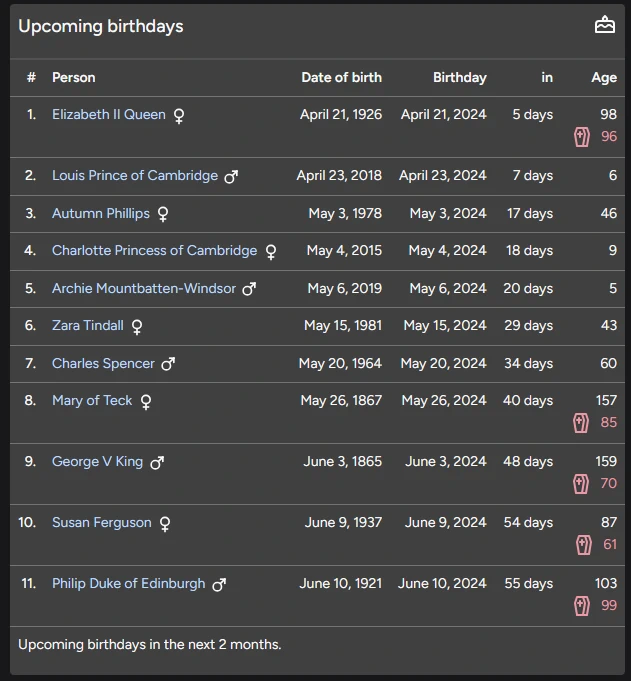 Upcoming birthdays
# Person Date of birth Birthday in Age
1. Elizabeth II Queen ♀ April 21, 1926 April 21, 2024 5 days 98
96
2. Louis Prince of Cambridge ♂ April 23, 2018 April 23, 2024 7 days 6
3. Autumn Phillips ♀ May 3, 1978 May 3, 2024 17 days 46
4. Charlotte Princess of Cambridge ♀ May 4, 2015 May 4, 2024 18 days 9
5. Archie Mountbatten-Windsor ♂ May 6, 2019 May 6, 2024 20 days 5
6. Zara Tindall ♀ May 15, 1981 May 15, 2024 29 days 43
7. Charles Spencer ♂ May 20, 1964 May 20, 2024 34 days 60
8. Mary of Teck ♀ May 26, 1867 May 26, 2024 40 days 157
85
9. George V King ♂ June 3, 1865 June 3, 2024 48 days 159
70
10. Susan Ferguson ♀ June 9, 1937 June 9, 2024 54 days 87
61
11. Philip Duke of Edinburgh ♂ June 10, 1921 June 10, 2024 55 days 103
99
Upcoming birthdays in the next 2 months.